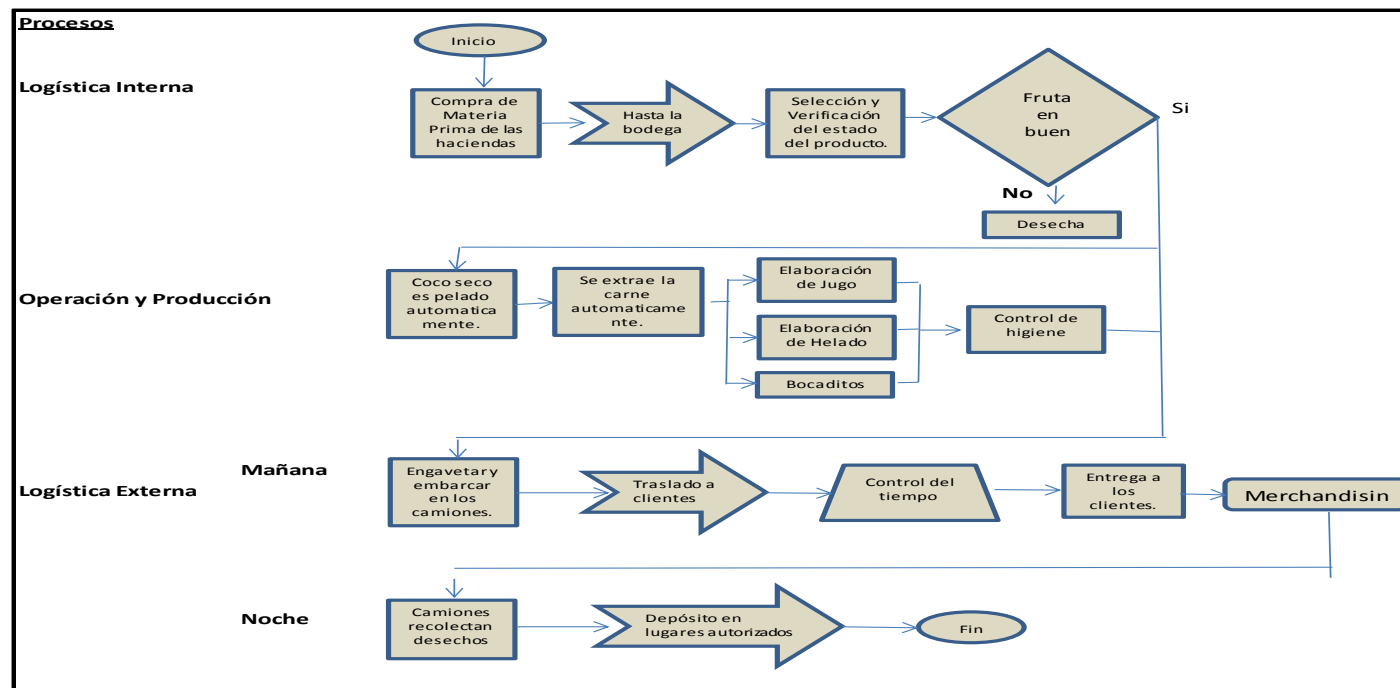 Procesos
Inicio
Logística Interna
Compra de
Materia
Prima de las
haciendas
Hasta la
bodega
Selección y
Verificación
del estado
del producto.
Fruta
en
buen
Si
No
Desecha
Operación y Producción
Coco seco
es pelado
automatica
mente.
Se extrae la
carne
automaticame
nte.
Elaboración
de Jugo
Elaboración
de Helado
Bocaditos
Control de
higiene
Mañana
Logística Externa
Engavetar y
embarcar
en los
camiones.
Traslado a
clientes
Control del
tiempo
Entrega a
los
clientes.
Merchandisin
Noche
Camiones
recolectan
desechos
Depósito en
lugares autorizados
Fin